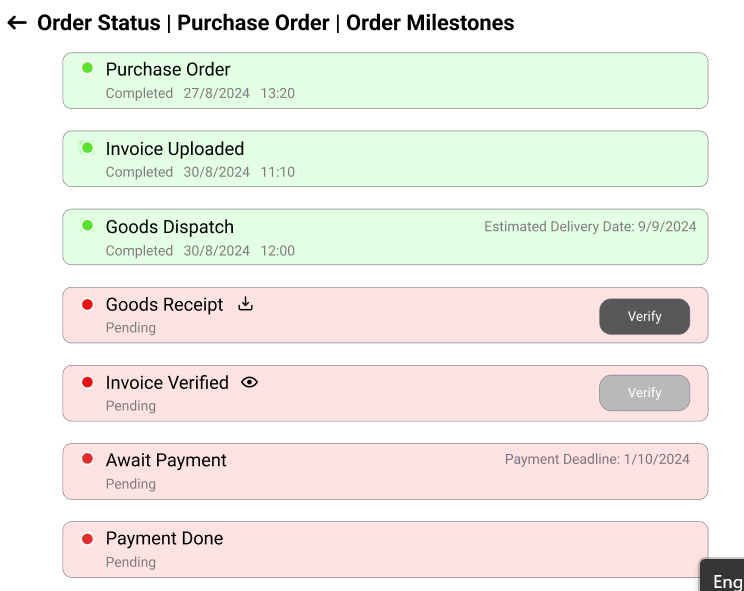 Order Status | Purchase Order | Order Milestones
Purchase Order
Completed 27/8/2024 13:20
Invoice Uploaded
Completed 30/8/2024 11:10
Goods Dispatch
Estimated Delivery Date: 9/9/2024
Completed 30/8/2024 12:00
Goods Receipt
Verify
Pending
Invoice Verified
Verify
Pending
Await Payment
Payment Deadline: 1/10/2024
Pending
Payment Done
Pending
Eng